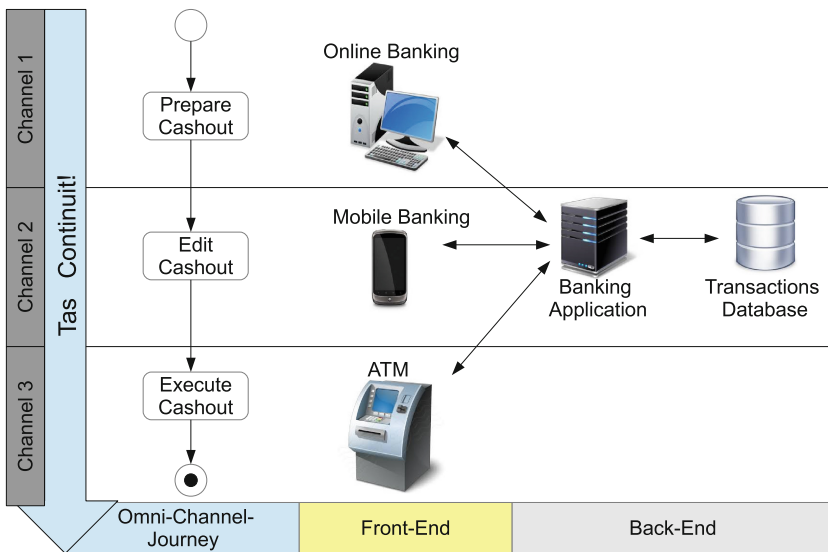 Channel 1
Channel 2
Channel 3
Tas Continuit!
Prepare
Cashout
Edit
Cashout
Execute
Cashout
Online Banking
Mobile Banking
ATM
Banking
Application
Transactions
Database
Omni-Channel-
Journey
Front-End
Back-End